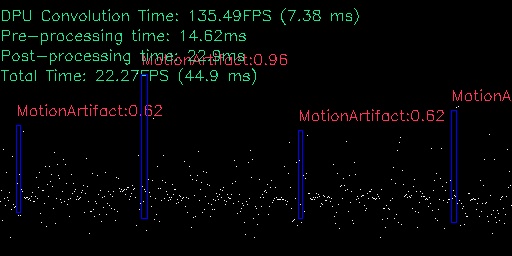 DPU Convolution Time: 135.49FPS (7.38 ms)
Pre-processing time: 14.62ms
Post-processing time: 22.9ms
MotionArtifact:0.96
Total Time: 22.27FPS (44.9 ms)
MotionA
MotionArtifact:0.62
MotionArtifact:0.62